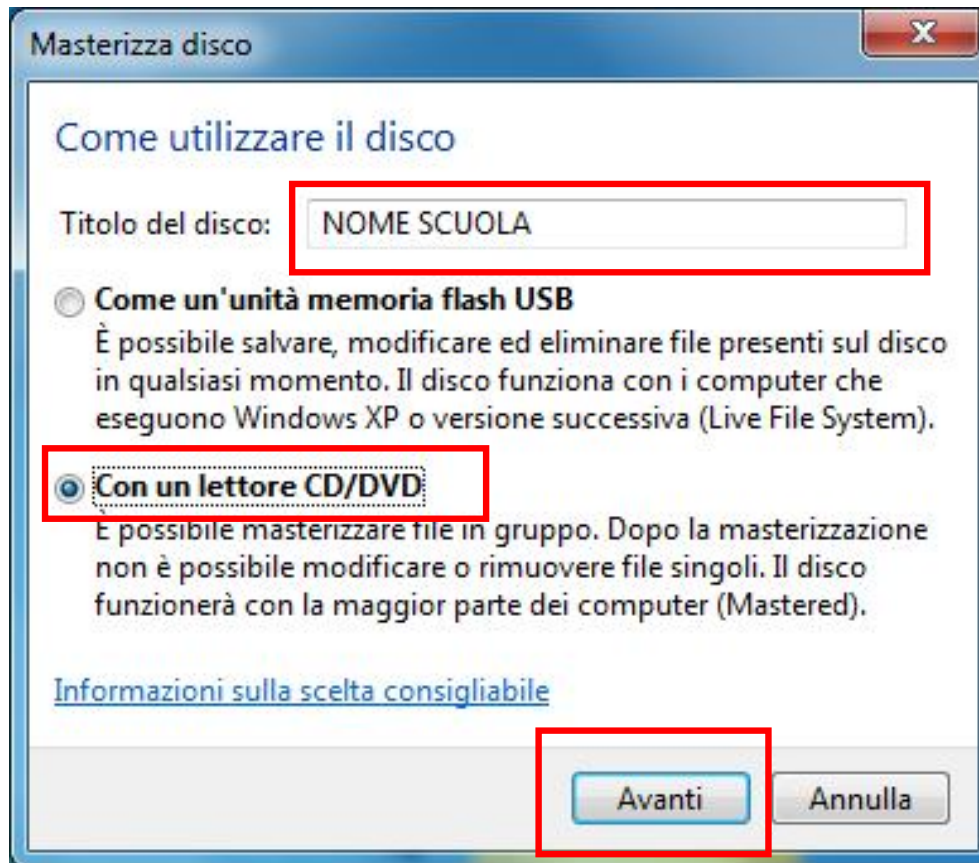 Masterizza disco
Come utilizzare il disco
Titolo del disco: NOME SCUOLA
Come un'unità memoria flash USB
È possibile salvare, modificare ed eliminare file presenti sul disco
in qualsiasi momento. Il disco funziona con i computer che
eseguono Windows XP o versione successiva (Live File System).
Con un lettore CD/DVD
È possibile masterizzare file in gruppo. Dopo la masterizzazione
non è possibile modificare o rimuovere file singoli. Il disco
funzionerà con la maggior parte dei computer (Mastered).
Informazioni sulla scelta consigliabile
Avanti Annulla